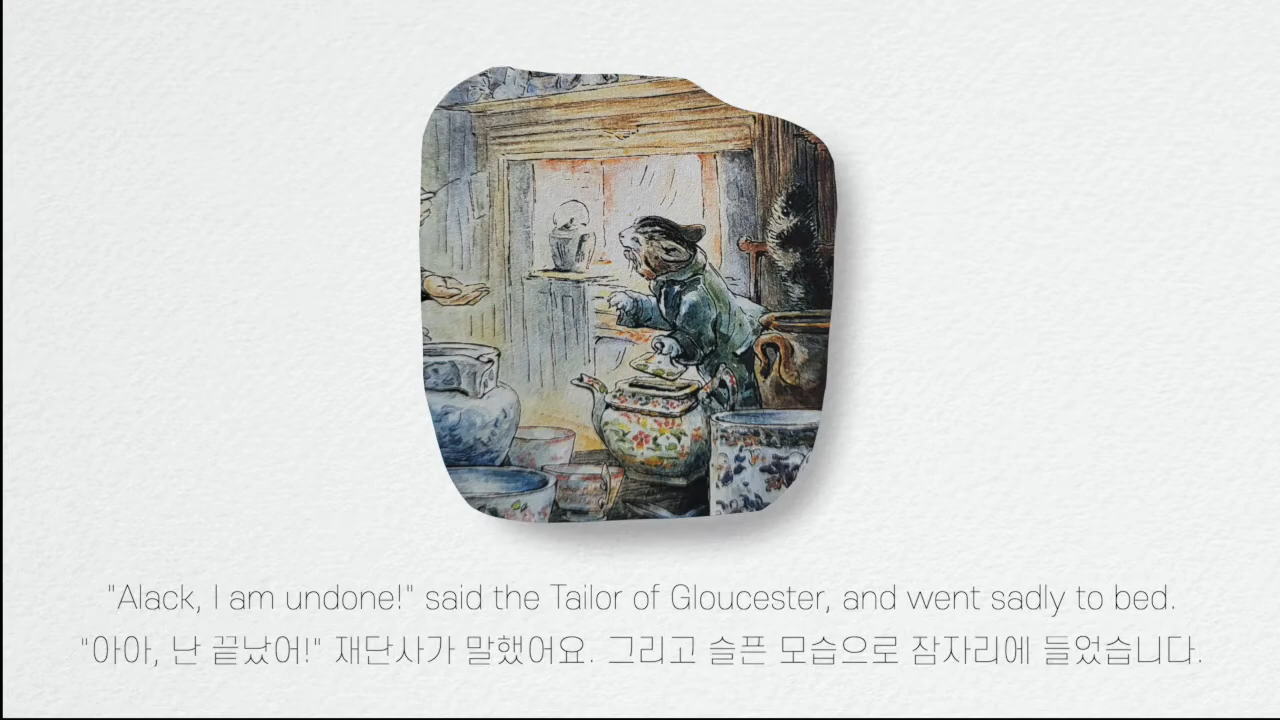 "Alack, I am undone!" said the Tailor of Gloucester, and went sadly to bed.
"아아, 난 끝났어!" 재단사가 말했어요. 그리고 슬픈 모습으로 잠자리에 들었습니다.